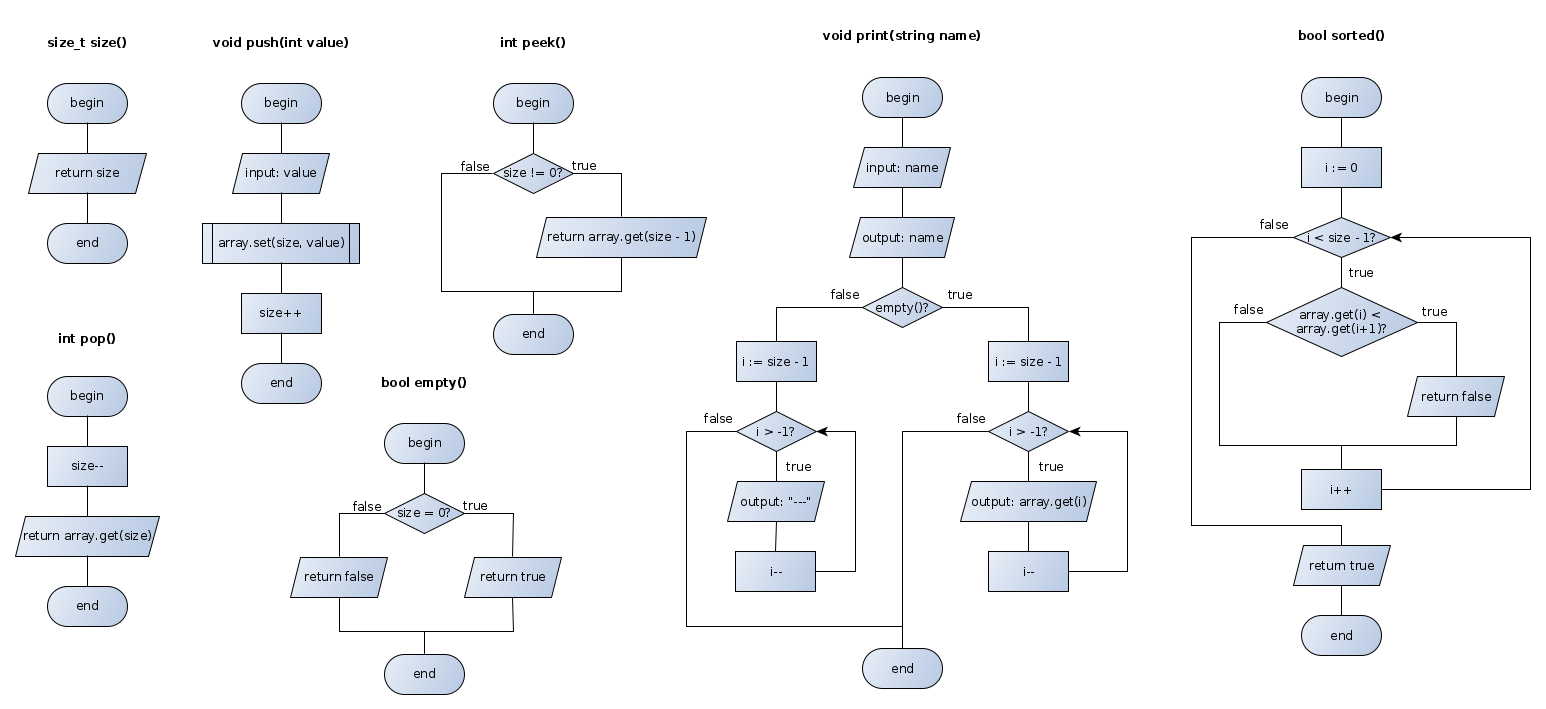 size_t size()
begin
return size
end
void push(int value)
begin
input: value
array.set(size, value)
size++
end
int peek()
begin
size != 0?
false
true
return array.get(size - 1)
end
int pop()
begin
size--
return array.get(size)
end
bool empty()
begin
size = 0?
false
true
return false
return true
end
void print(string name)
begin
input: name
output: name
empty()?
false
true
i := size - 1
i > -1?
false
true
output: "---"
i--
i := size - 1
i > -1?
false
true
output: array.get(i)
i--
end
bool sorted()
begin
i := 0
i < size - 1?
false
true
array.get(i) <
array.get(i+1)?
false
true
return false
i++
return true
end